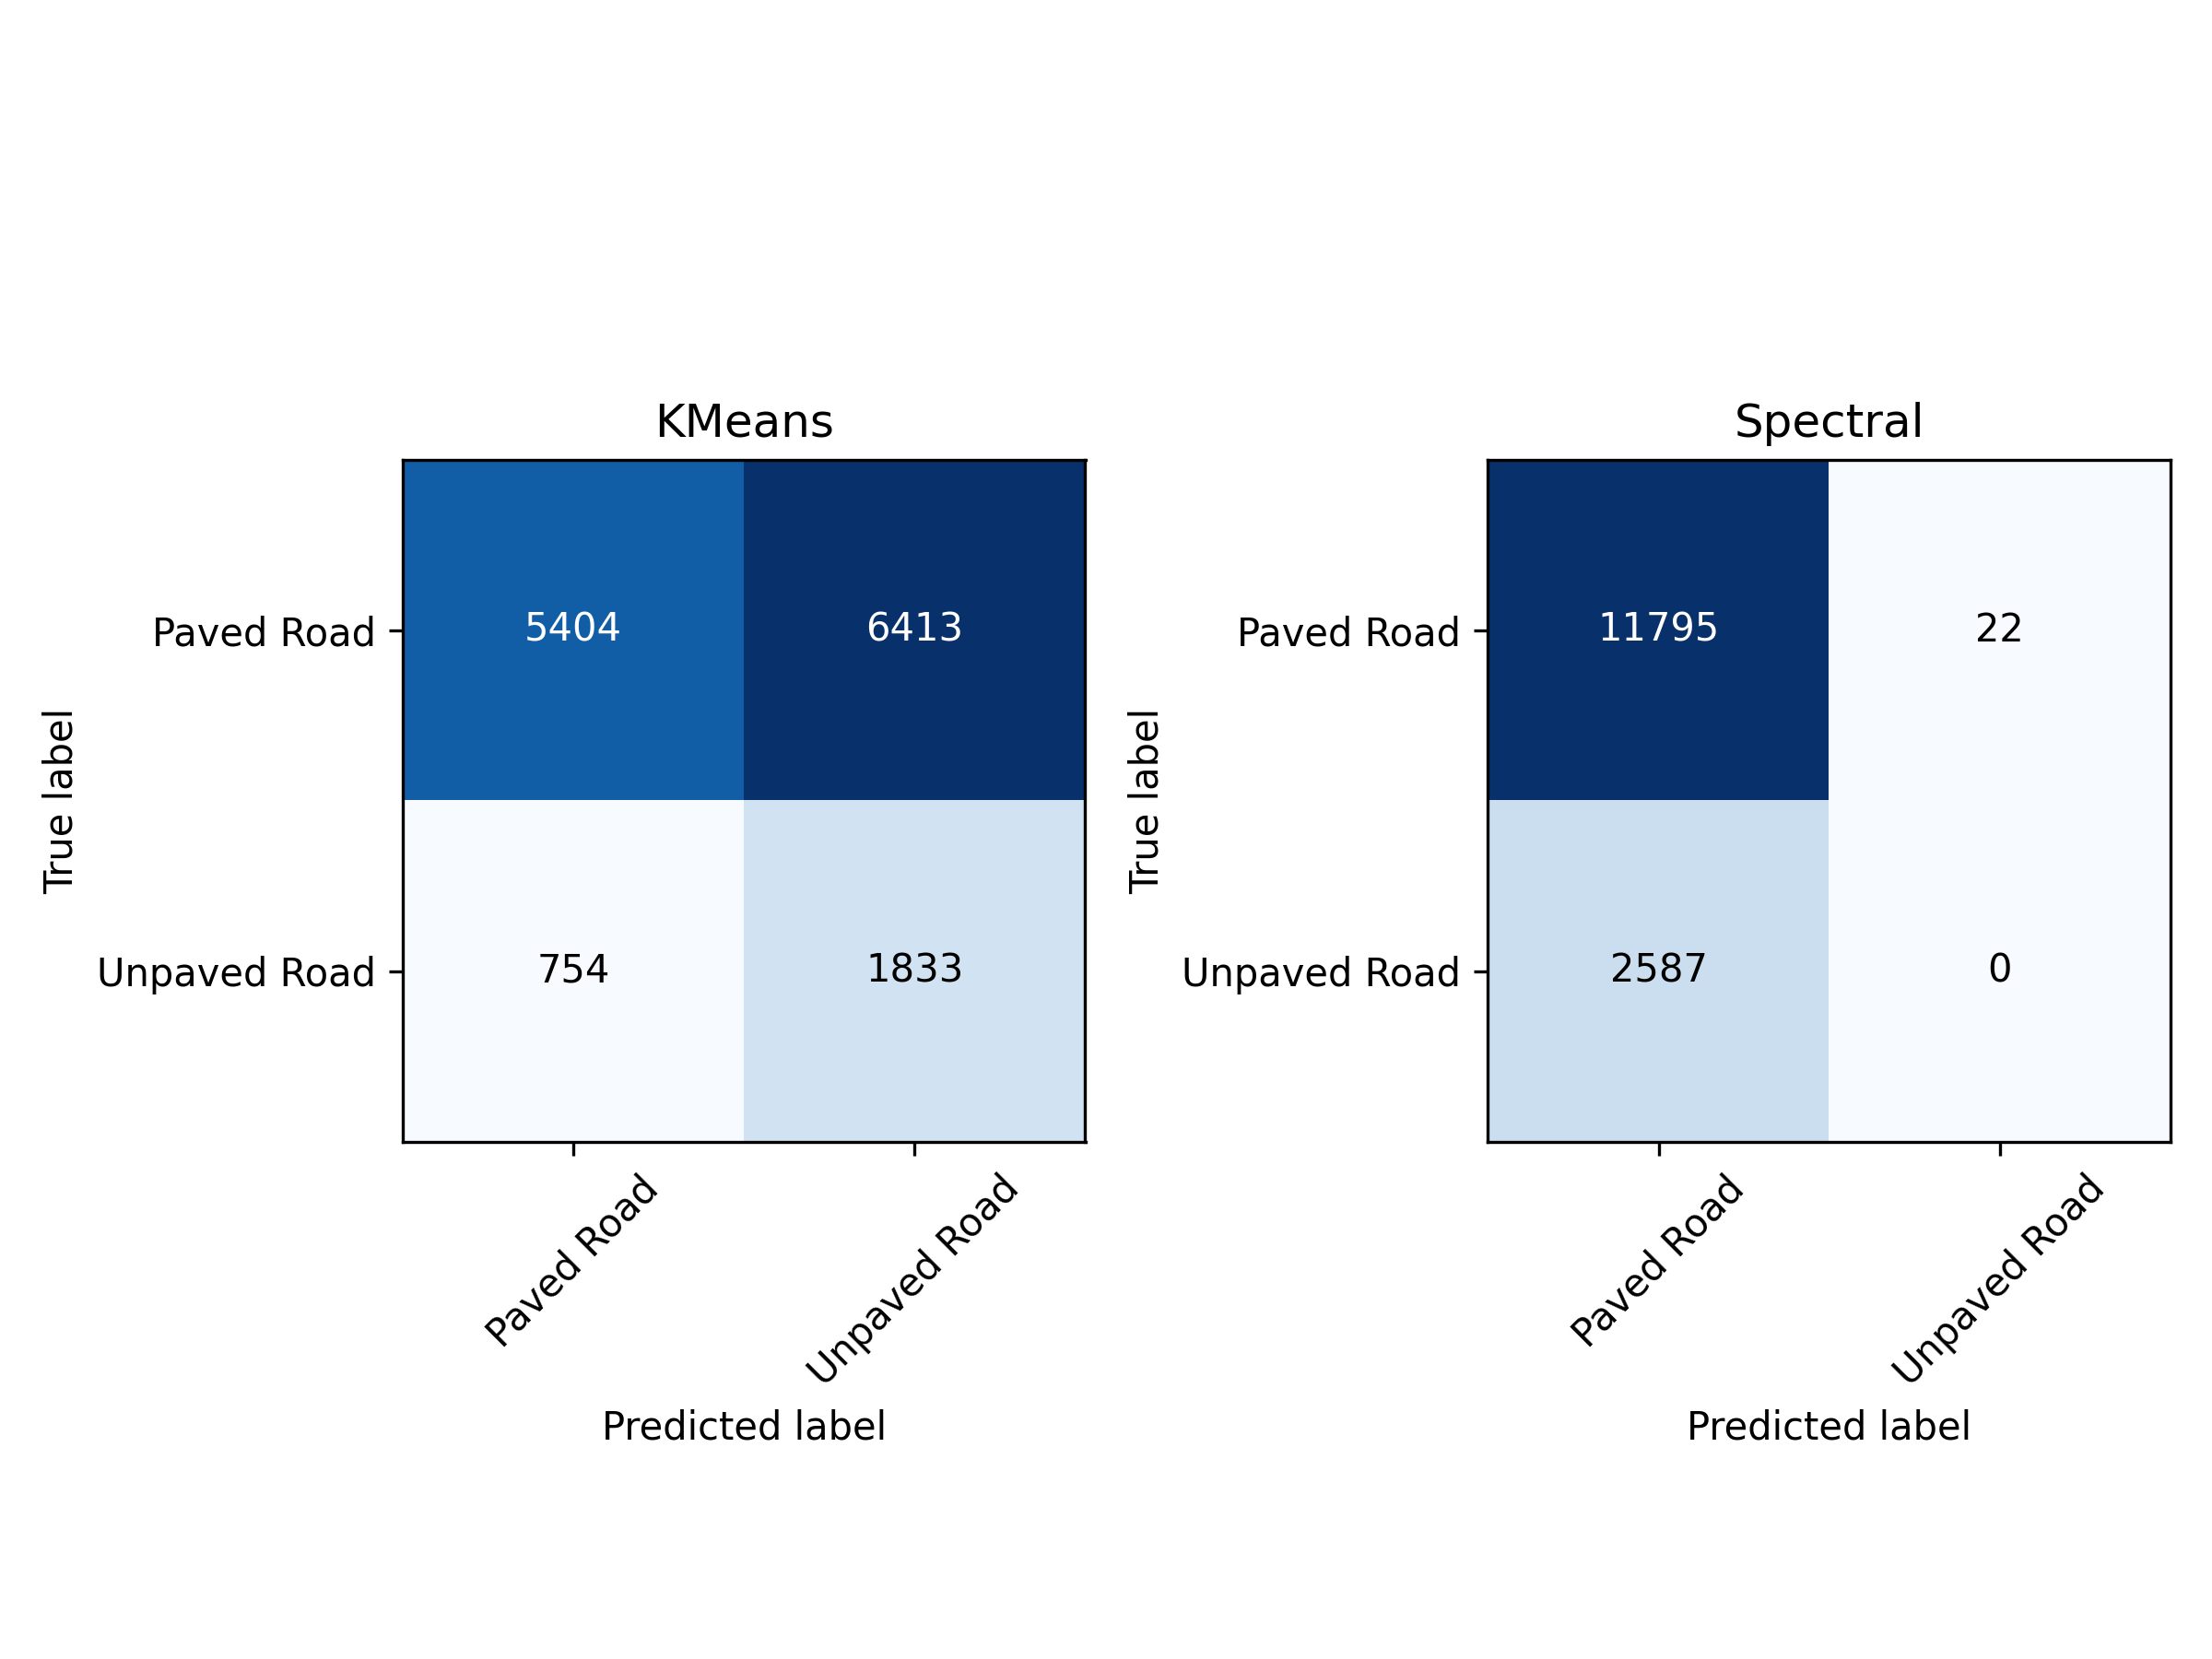 KMeans
True label
Paved Road
5404 6413
Unpaved Road
754 1833
Paved Road
Unpaved Road
Predicted label
Spectral
True label
Paved Road
11795 22
Unpaved Road
2587 0
Paved Road
Unpaved Road
Predicted label